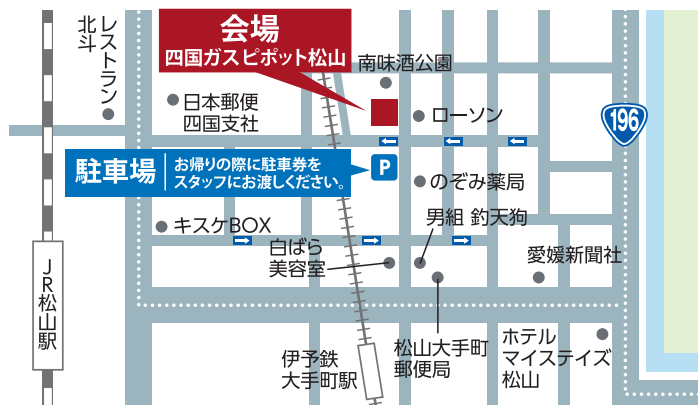 会場
四国ガスピポット松山
レストラン
北斗
南味酒公園
日本郵便
四国支社
ローソン
196
駐車場
お帰りの際に駐車券を
スタッフにお渡しください。
P
のぞみ薬局
男組 釣天狗
キスケBOX
白ばら
美容室
愛媛新聞社
JR松山駅
伊予鉄
大手町駅
松山大手町
郵便局
ホテル
マイステイズ
松山